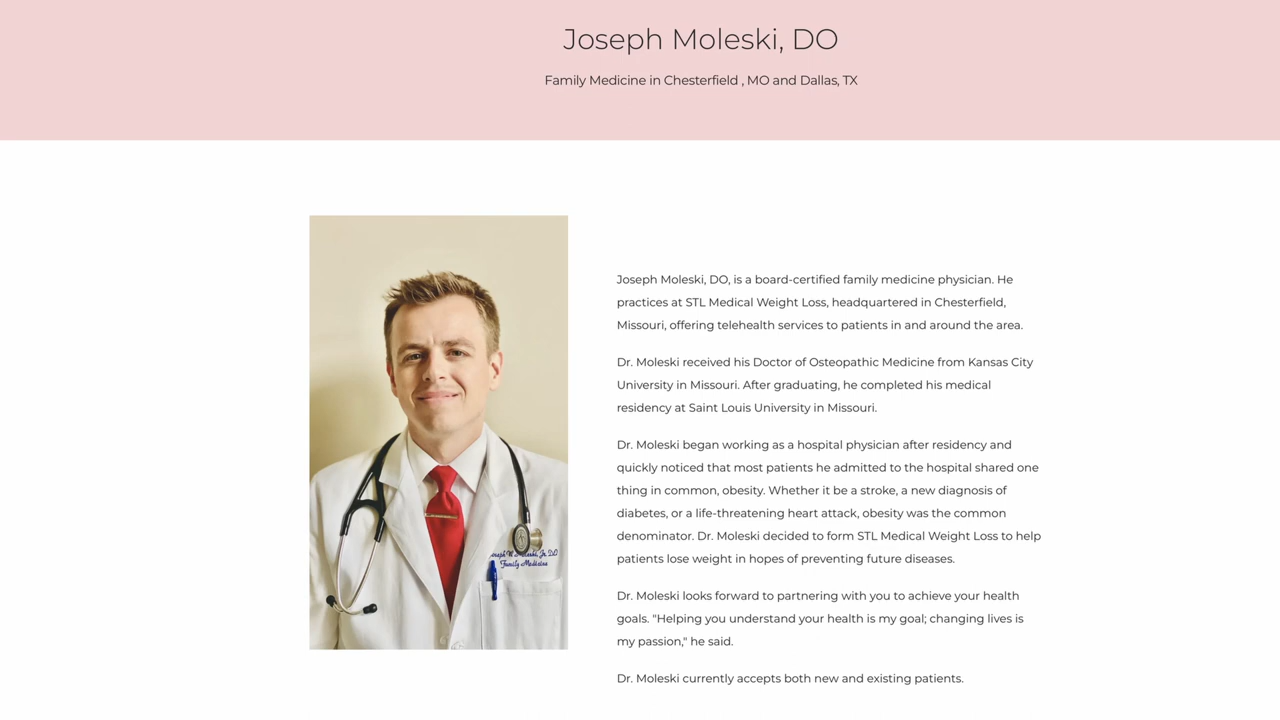 Joseph Moleski, DO
Family Medicine in Chesterfield , MO and Dallas, TX
Joseph Moleski, DO, is a board-certified family medicine physician. He
practices at STL Medical Weight Loss, headquartered in Chesterfield,
Missouri, offering telehealth services to patients in and around the area.
Dr. Moleski received his Doctor of Osteopathic Medicine from Kansas City
University in Missouri. After graduating, he completed his medical
residency at Saint Louis University in Missouri.
Dr. Moleski began working as a hospital physician after residency and
quickly noticed that most patients he admitted to the hospital shared one
thing in common, obesity. Whether it be a stroke, a new diagnosis of
diabetes, or a life-threatening heart attack, obesity was the common
denominator. Dr. Moleski decided to form STL Medical Weight Loss to help
patients lose weight in hopes of preventing future diseases.
Dr. Moleski looks forward to partnering with you to achieve your health
goals. "Helping you understand your health is my goal; changing lives is
my passion," he said.
Dr. Moleski currently accepts both new and existing patients.
Jr. DO
Family Medicine